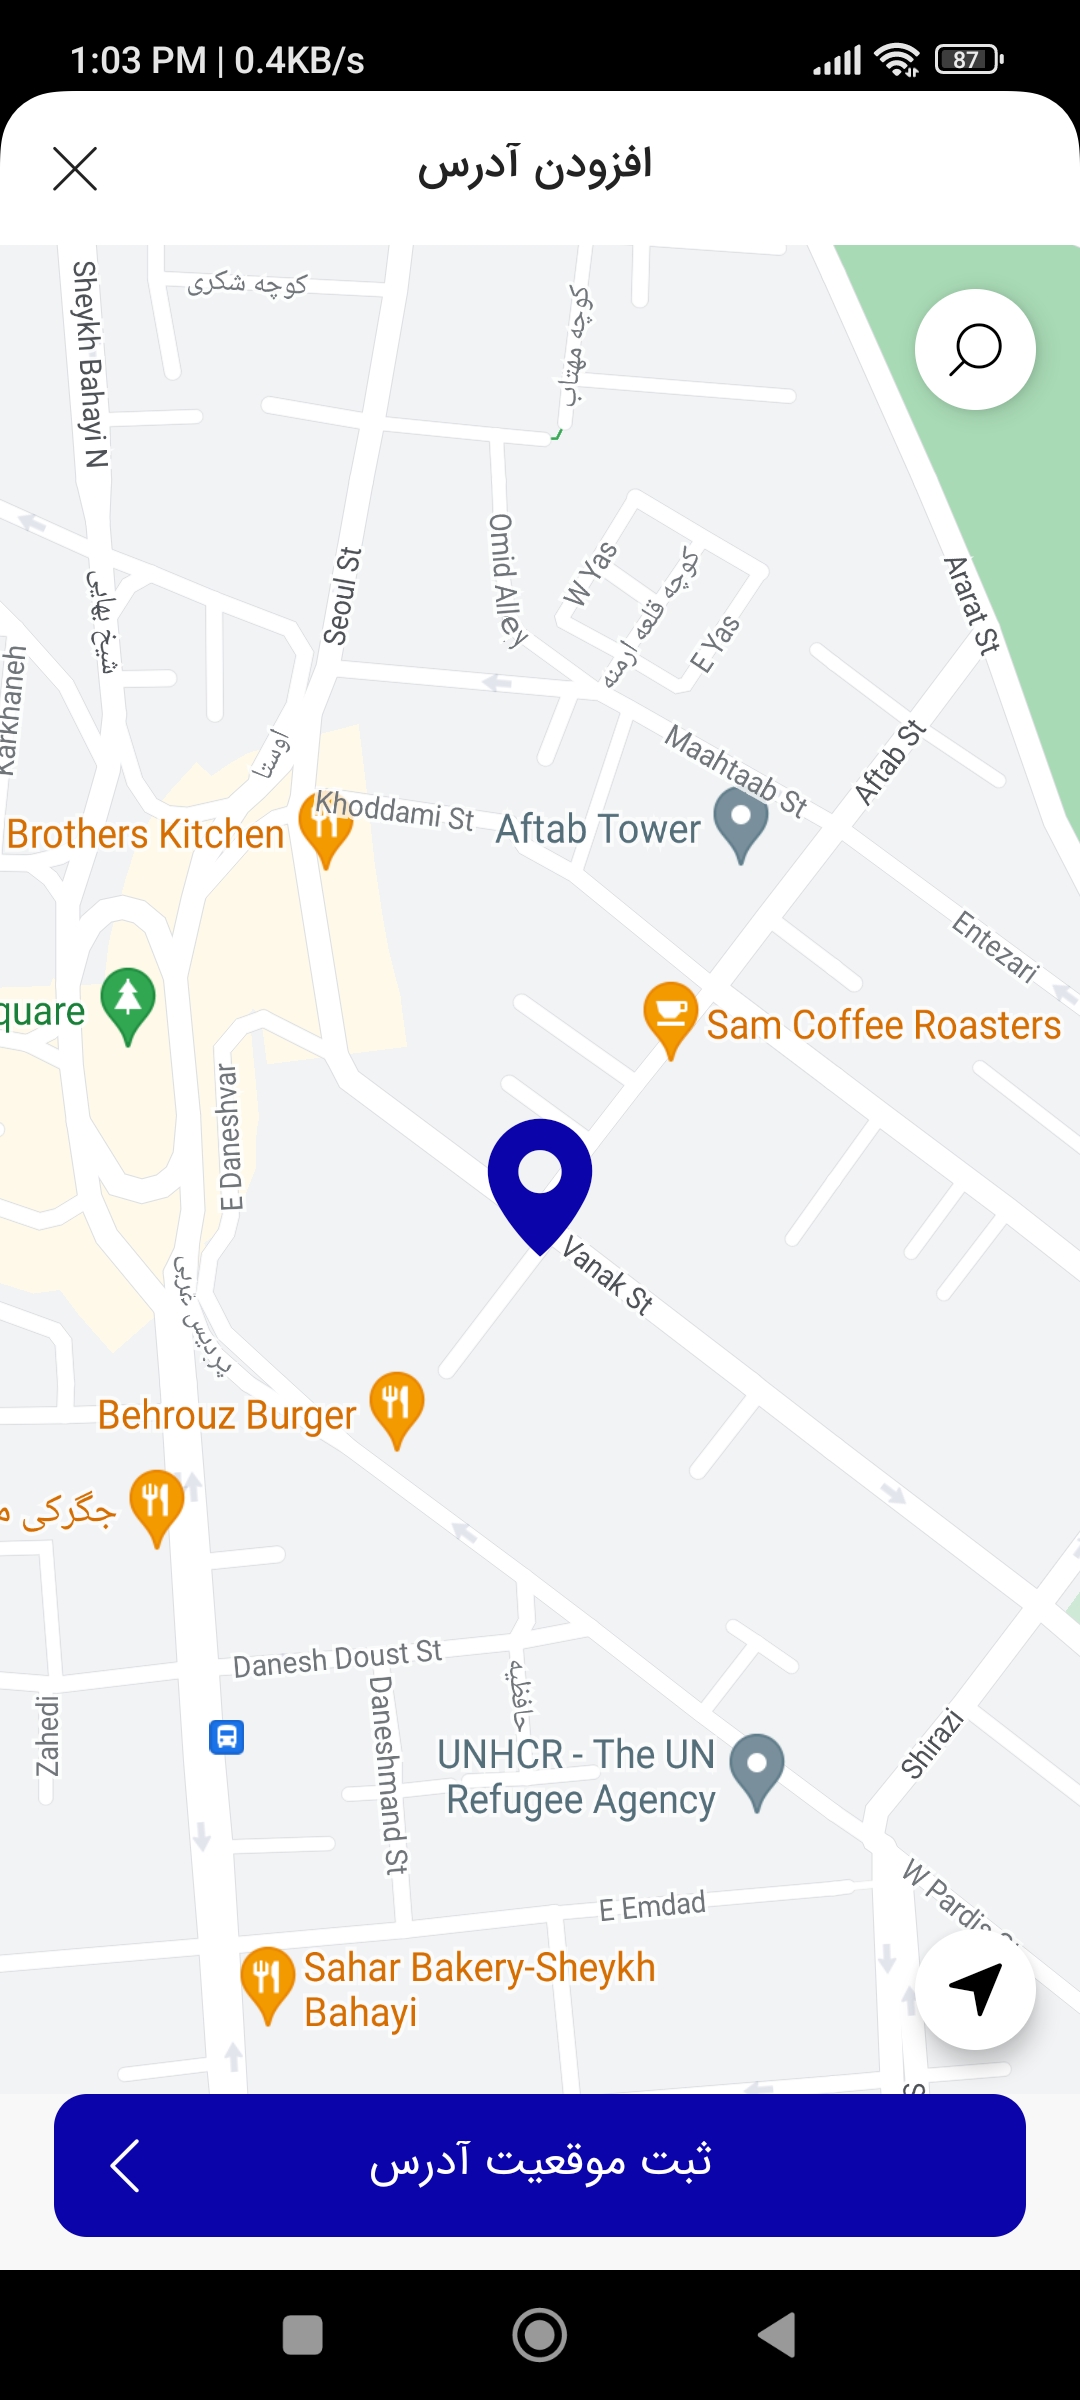 1:03 PM | 0.4KB/s
87
افزودن آدرس
Sheykh Bahayi N
کوچه شکری
کوچه مهتاب
Seoul St
Omid Alley
W Yas
کوچه قلعه ارمنه
E Yas
Ararat St
شیخ بهایی
Karkhaneh
اوستا
Maahtaab St
Aftab St
Khoddami St
Brothers Kitchen
Aftab Tower
Entezari
quare
Sam Coffee Roasters
E Daneshvar
Vanak St
پردیس غربی
Behrouz Burger
جگرکی م
Danesh Doust St
حافظیه
Zahedi
Daneshmand St
UNHCR - The UN
Refugee Agency
Shirazi
W Pardis
E Emdad
Sahar Bakery-Sheykh
Bahayi
S
ثبت موقعیت آدرس